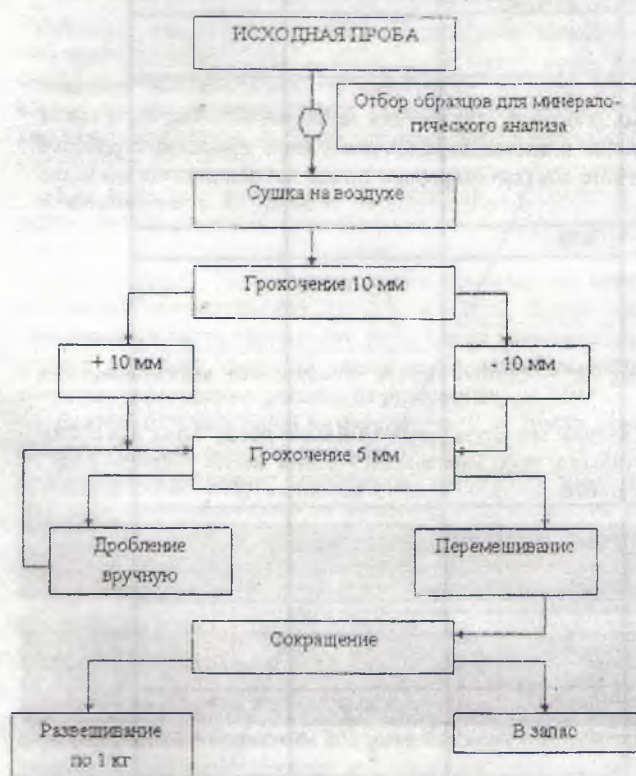 ИСХОДНАЯ ПРОБА
Отбор образцов для минерало-
гического анализа
Сушка на воздухе
Грохочение 10 мм
+ 10 мм
- 10 мм
Грохочение 5 мм
Дробление
вручную
Перемешивание
Сокращение
Развешивание
по 1 кг
В запас